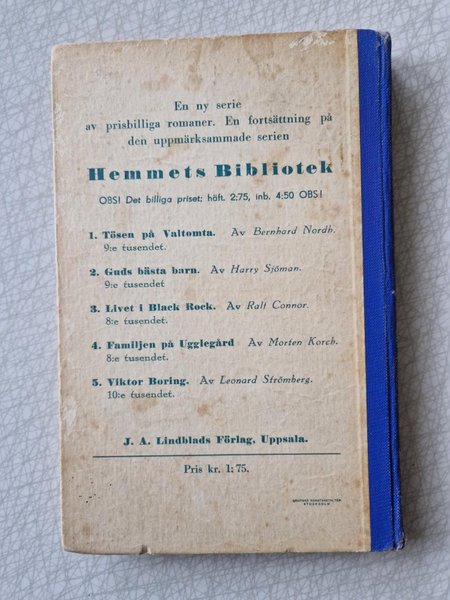 En ny serie
av prisbilliga romaner. En fortsättning på
den uppmärksammade serien
Hemmets Bibliotek
OBS! Det billiga priset: häft. 2:75, inb. 4:50 OBS!
1. Tösen på Valtomta. Av Bernhard Nordh.
9:e tusendet.
2. Guds bästa barn. Av Harry Sjöman.
9:e tusendet
3. Livet i Black Rock. Av Ralf Connor.
8:e tusendet.
4. Familjen på Ugglegård Av Morten Korch.
8:e tusendet.
5. Viktor Boring. Av Leonard Strömberg.
10:e tusendet.
J. A. Lindblads Förlag, Uppsala.
Pris kr. 1:75.
STOCKHOLM